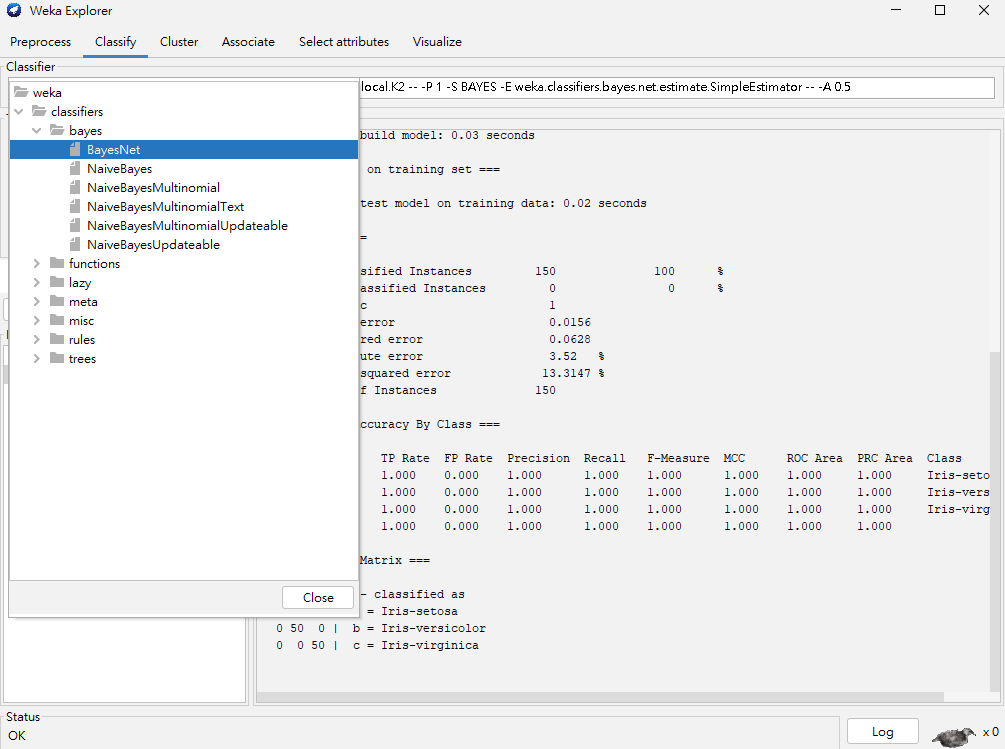 Weka Explorer
Preprocess Classify Cluster Associate Select attributes Visualize
Classifier
local.K2 -- -P 1 -S BAYES -E weka.classifiers.bayes.net.estimate.SimpleEstimator -- -A 0.5
weka
classifiers
bayes
BayesNet
NaiveBayes
NaiveBayesMultinomial
NaiveBayesMultinomialText
NaiveBayesMultinomialUpdateable
NaiveBayesUpdateable
functions
lazy
meta
misc
rules
trees
Close
build model: 0.03 seconds
on training set ===
test model on training data: 0.02 seconds
=
sified Instances 150 100 %
assified Instances 0 0 %
c 1
error 0.0156
red error 0.0628
ute error 3.52 %
squared error 13.3147 %
f Instances 150
ccuracy By Class ===
TP Rate FP Rate Precision Recall F-Measure MCC ROC Area PRC Area Class
1.000 0.000 1.000 1.000 1.000 1.000 1.000 1.000 Iris-seto
1.000 0.000 1.000 1.000 1.000 1.000 1.000 1.000 Iris-vers
1.000 0.000 1.000 1.000 1.000 1.000 1.000 1.000 Iris-virg
1.000 0.000 1.000 1.000 1.000 1.000 1.000 1.000
Matrix ===
- classified as
= Iris-setosa
0 50 0 | b = Iris-versicolor
0 0 50 | c = Iris-virginica
Status
OK
Log
x 0